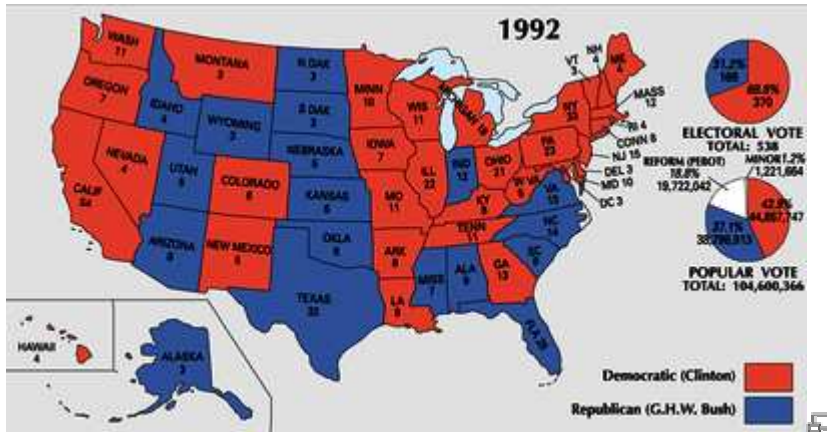 1992
WASH
11
OREGON
7
CALIF
54
NEVADA
4
IDAHO
4
MONTANA
3
WYOMING
3
UTAH
5
ARIZONA
8
COLORADO
8
NEW MEXICO
5
N DAK
3
S DAK
3
NEBRASKA
5
KANSAS
6
OKLA
8
TEXAS
32
MINN
10
IOWA
7
MO
11
ARK
6
LA
9
WIS
11
ILL
22
MICHIGAN 18
IND
12
OHIO
21
KY
8
TENN
11
MISS
7
ALA
9
GA
13
FLA 25
SC
8
NC
14
VA
13
W VA
5
PA
23
NY
33
VT
3
NH
4
ME
4
MASS
12
RI 4
CONN 8
NJ 15
DEL 3
MD 10
DC 3
HAWAII
4
ALASKA
3
31.2%
168
68.8%
370
ELECTORAL VOTE
TOTAL: 538
REFORM (PEROT)
18.8%
19,722,042
MINOR 1.2%
1,221,664
42.9%
44,857,747
37.1%
POPULAR VOTE
TOTAL: 104,600,366
Democratic (Clinton)
Republican (G.H.W. Bush)